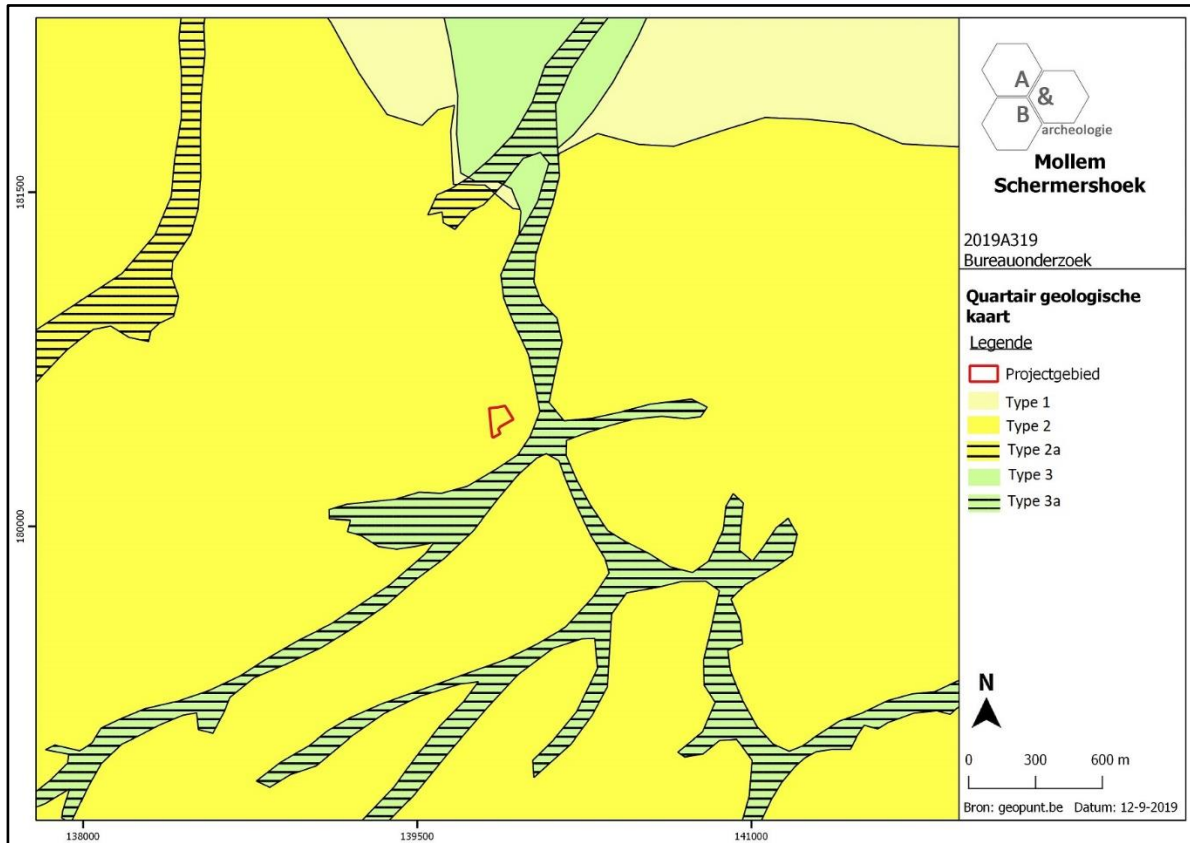 A
&
B
archeologie
Mollem
Schermershoek
2019A319
Bureauonderzoek
Quartair geologische
kaart
Legende
Projectgebied
Type 1
Type 2
Type 2a
Type 3
Type 3a
N
0 300 600 m
Bron: geopunt.be Datum: 12-9-2019
181500
180000
138000 139500 141000